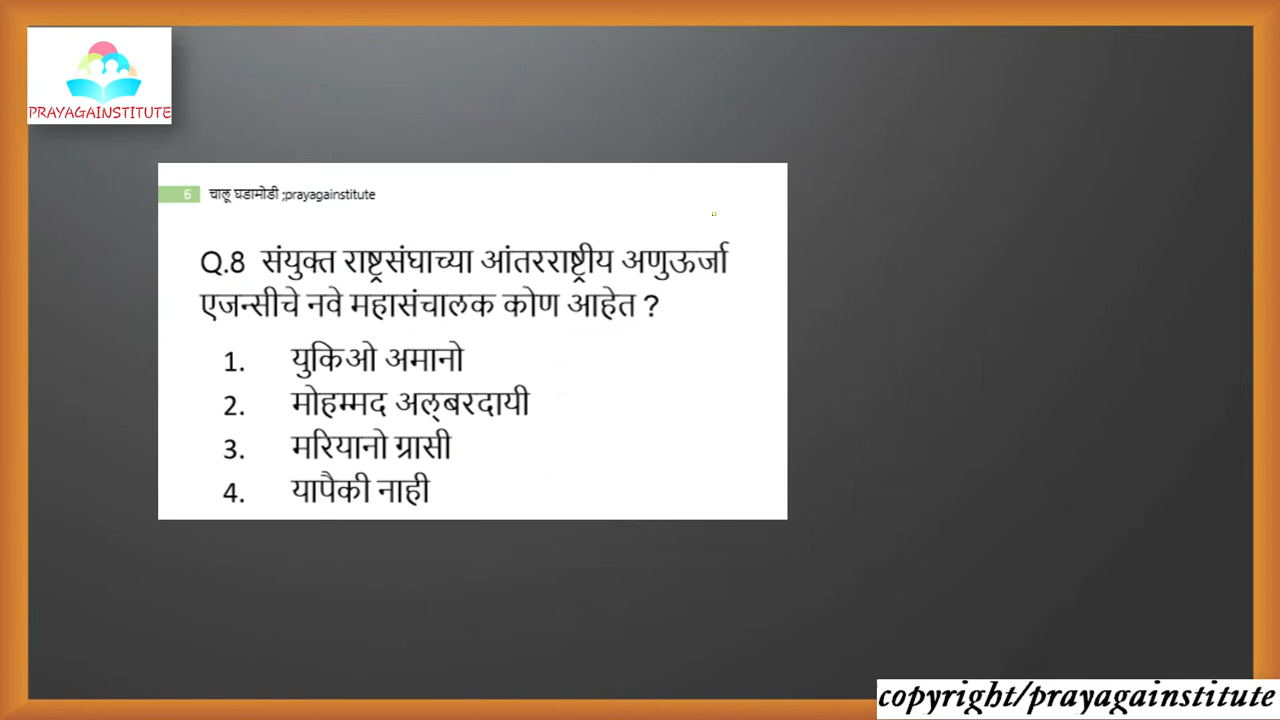 PRAYAGAINSTITUTE
6 चालू घडामोडी ;prayagainstitute
Q.8 संयुक्त राष्ट्रसंघाच्या आंतरराष्ट्रीय अणुऊर्जा
एजन्सीचे नवे महासंचालक कोण आहेत ?
1. युकिओ अमानो
2. मोहम्मद अल्‌बरदायी
3. मरियानो ग्रासी
4. यापैकी नाही
copyright/prayagainstitute